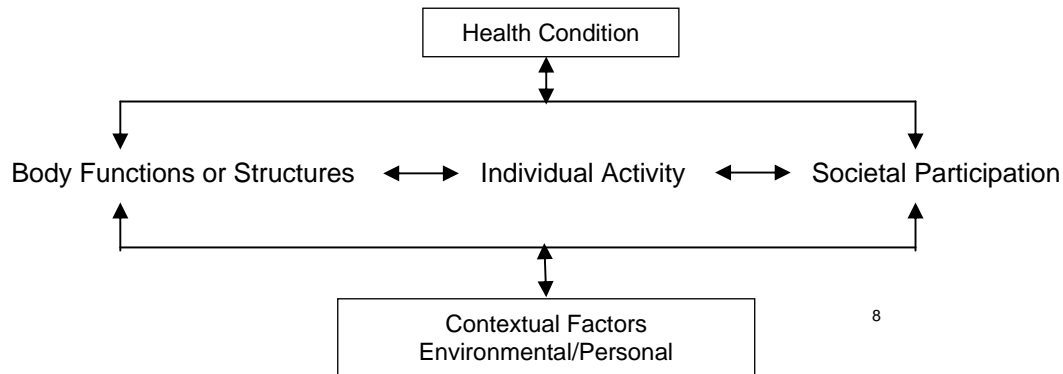 Health Condition
Body Functions or Structures Individual Activity Societal Participation
8
Contextual Factors
Environmental/Personal